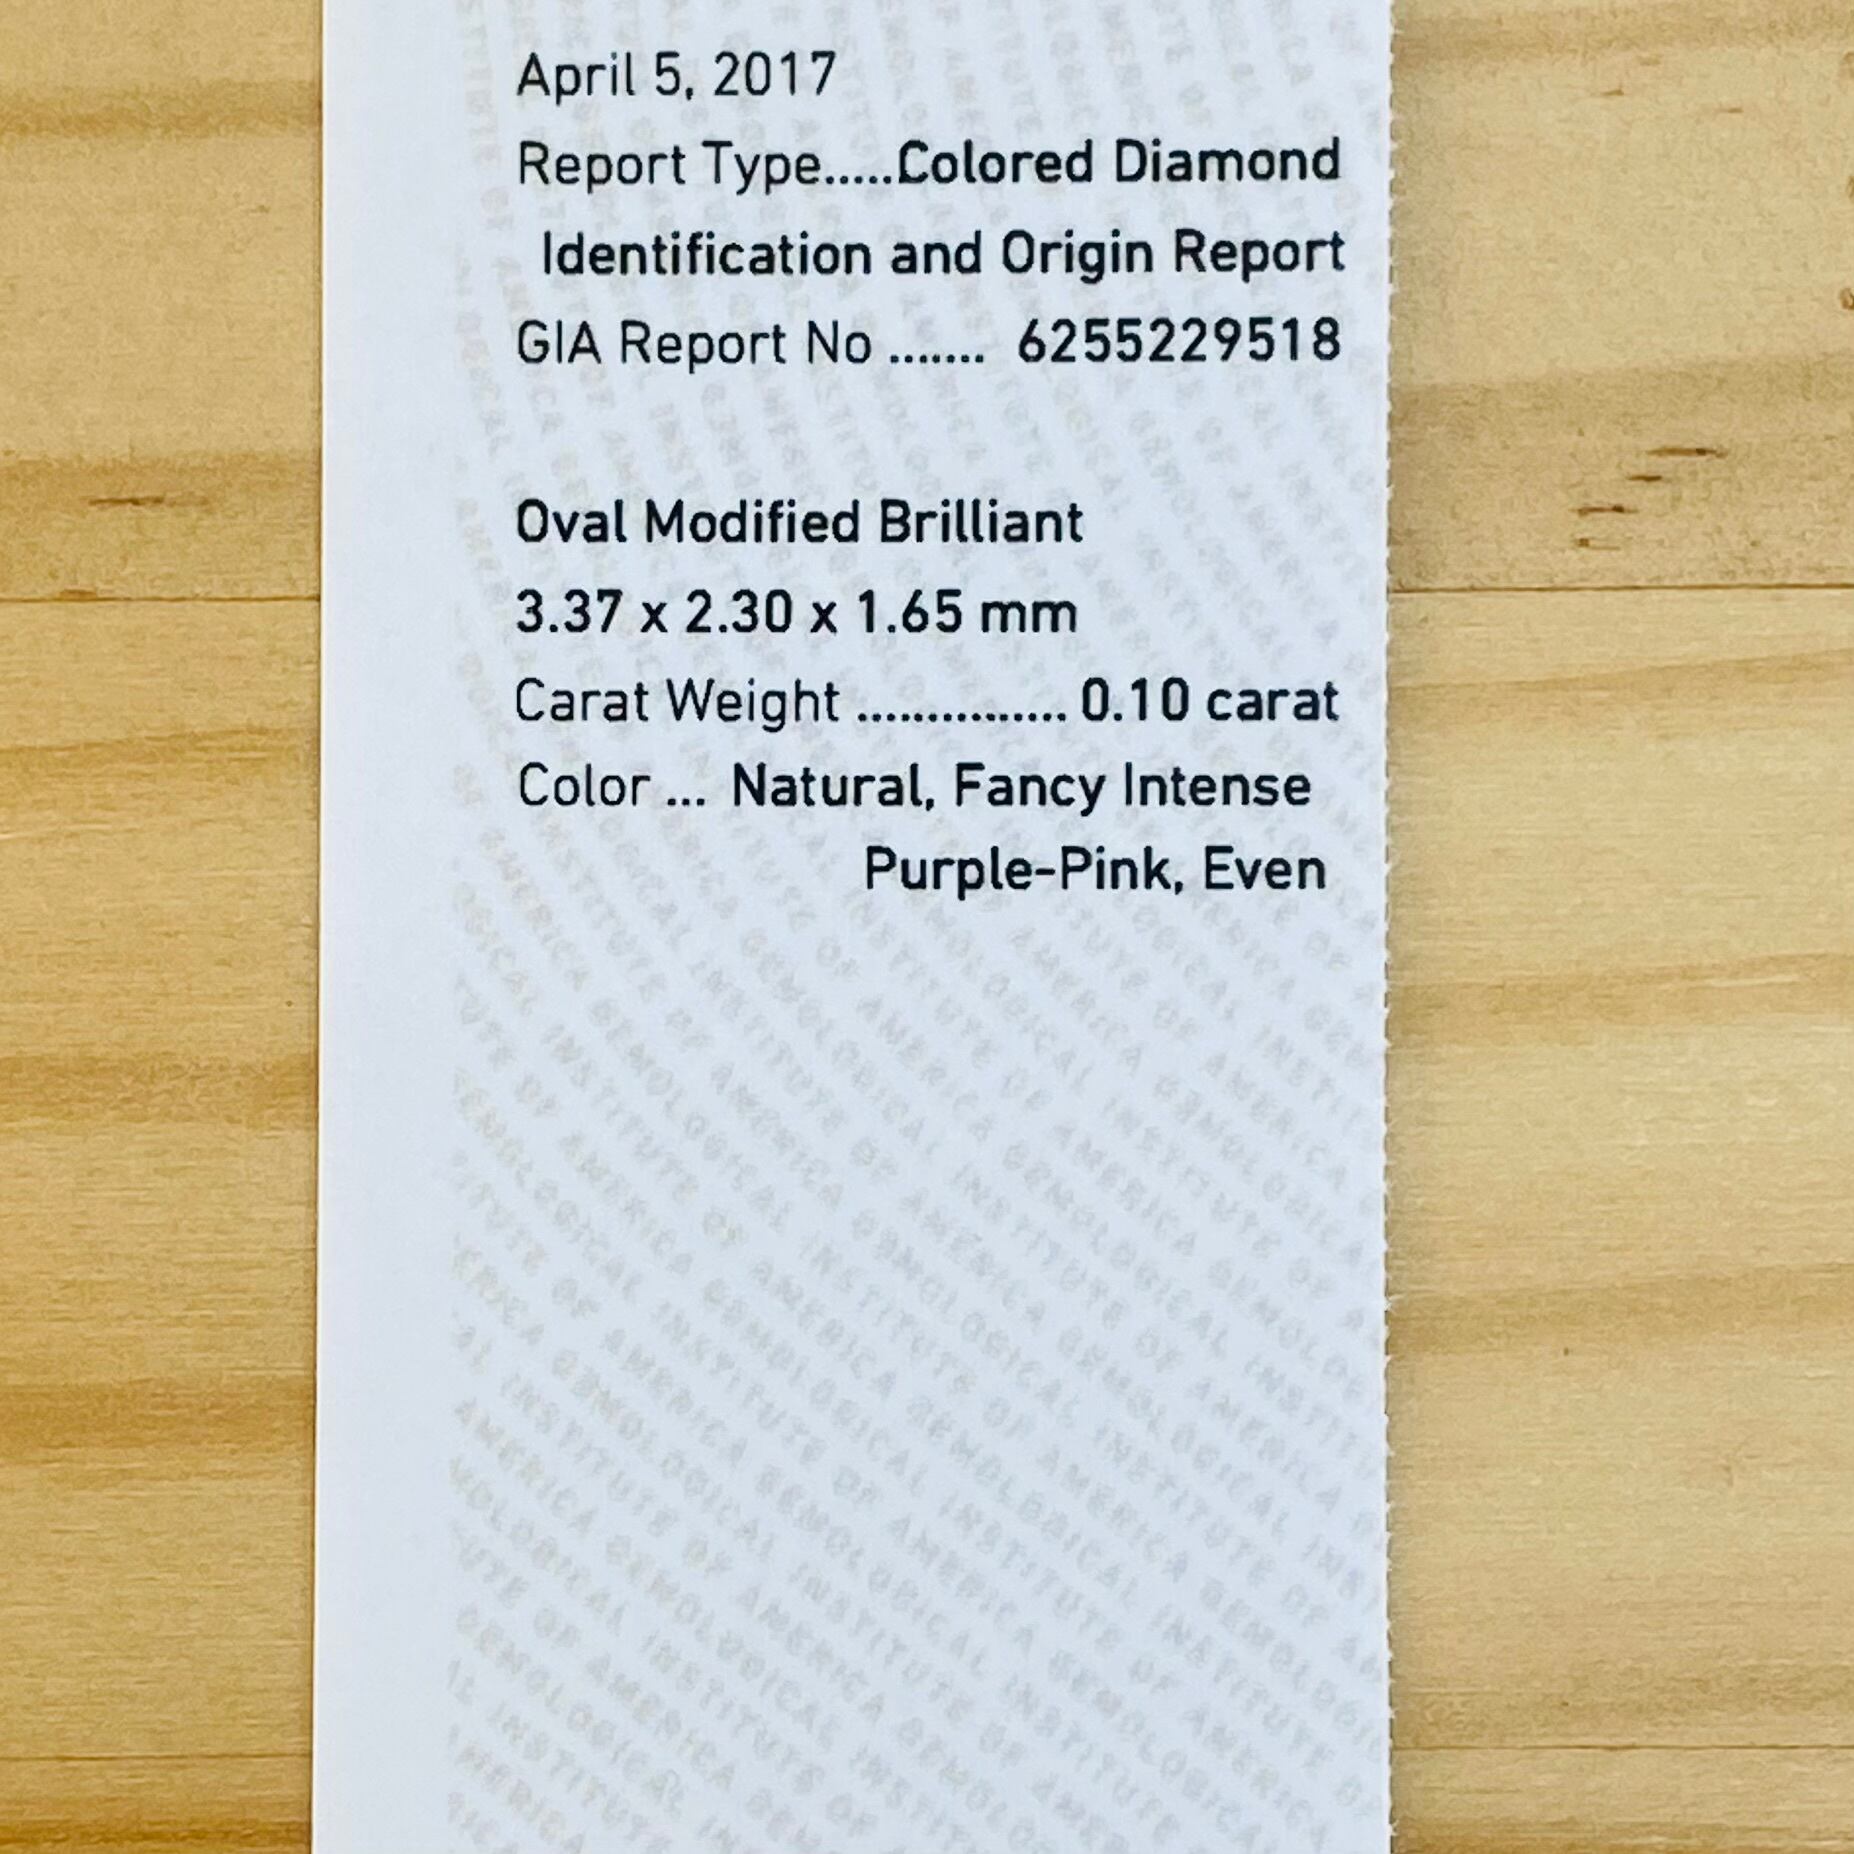 April 5, 2017
Report Type.....Colored Diamond
Identification and Origin Report
GIA Report No ....... 6255229518
Oval Modified Brilliant
3.37 x 2.30 x 1.65 mm
Carat Weight ............... 0.10 carat
Color ... Natural, Fancy Intense
Purple-Pink, Even